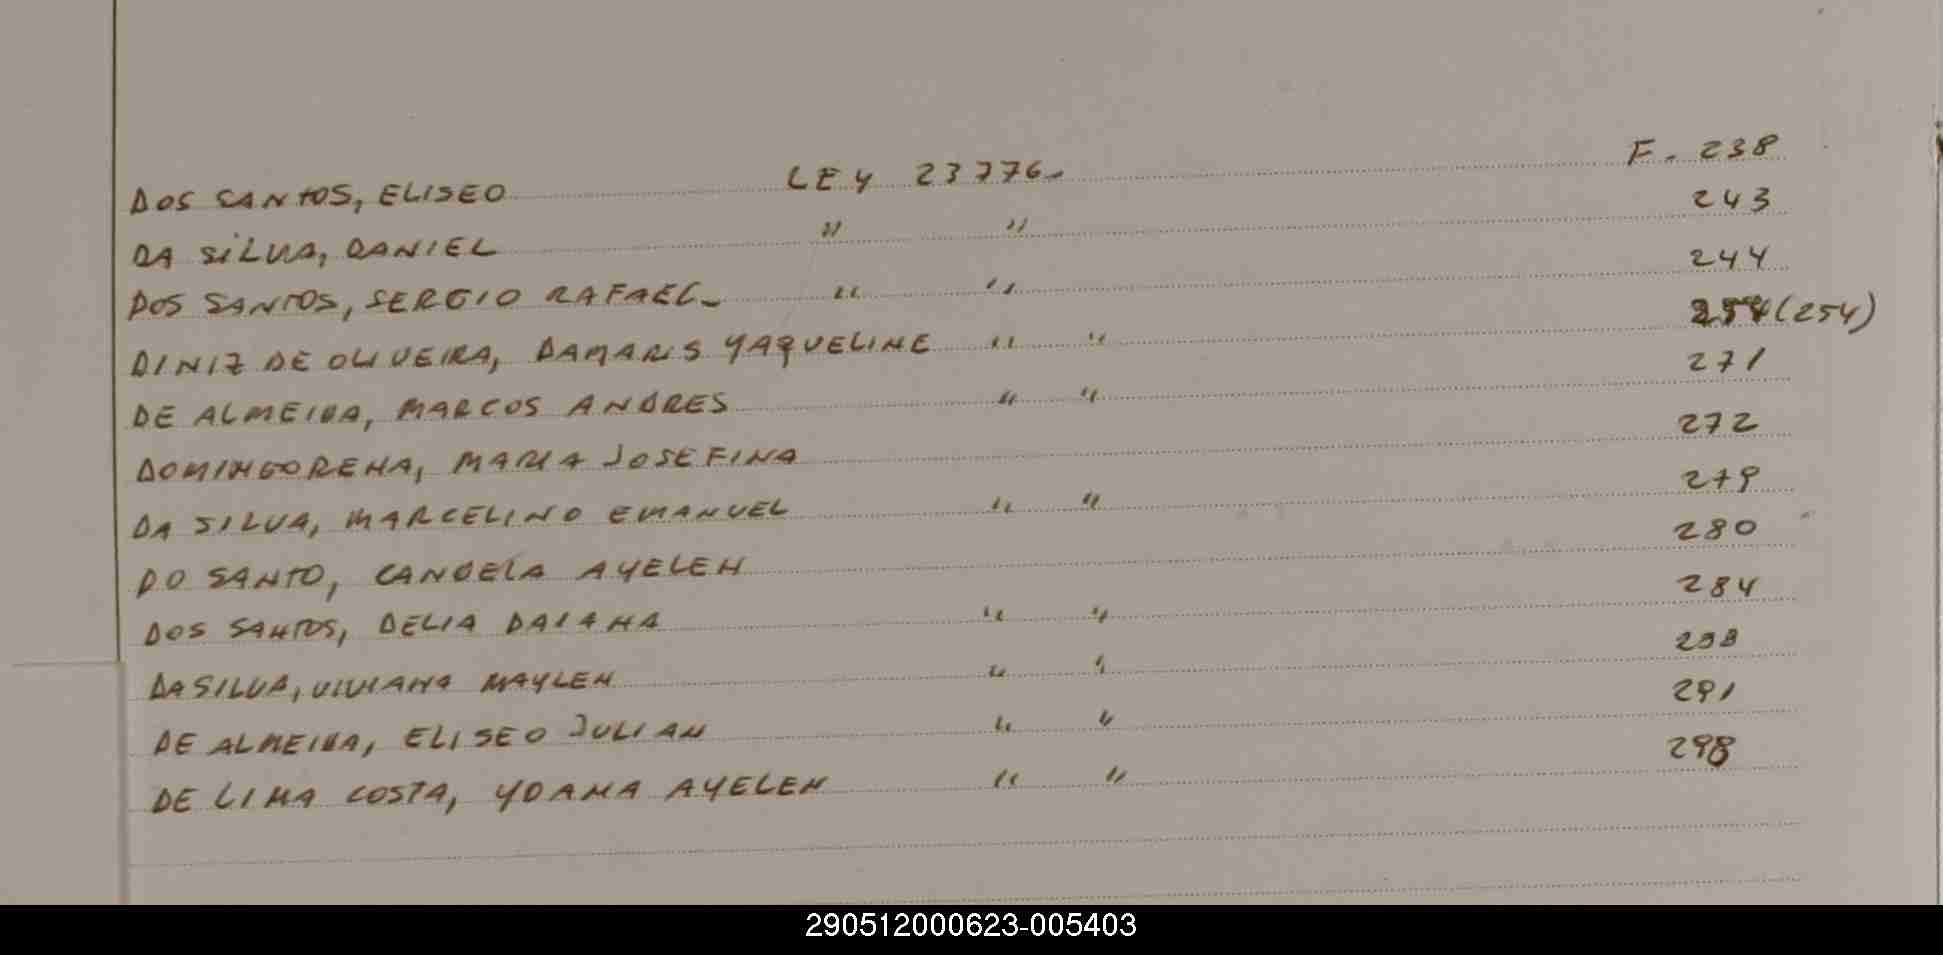 DOS SANTOS, ELISEO LEY 23776.- F. 238
DA SILVA, DANIEL " " 243
DOS SANTOS, SERGIO RAFAEL- " " 244
DINIZ DE OLIVEIRA, DAMARIS YAQUELINE " " 254 (254)
DE ALMEIDA, MARCOS ANDRES " " 271
DOMINGORENA, MARIA JOSEFINA 272
DA SILVA, MARCELINO EMANUEL " " 279
DO SANTO, CANDELA AYELEN 280
DOS SANTOS, DELIA DAIANA " " 284
DASILVA, VIVIANA MAYLEN " "
DE ALMEIDA, ELISEO JULIAN " " 291
DE LIMA COSTA, YOANA AYELEN " " 298
290512000623-005403